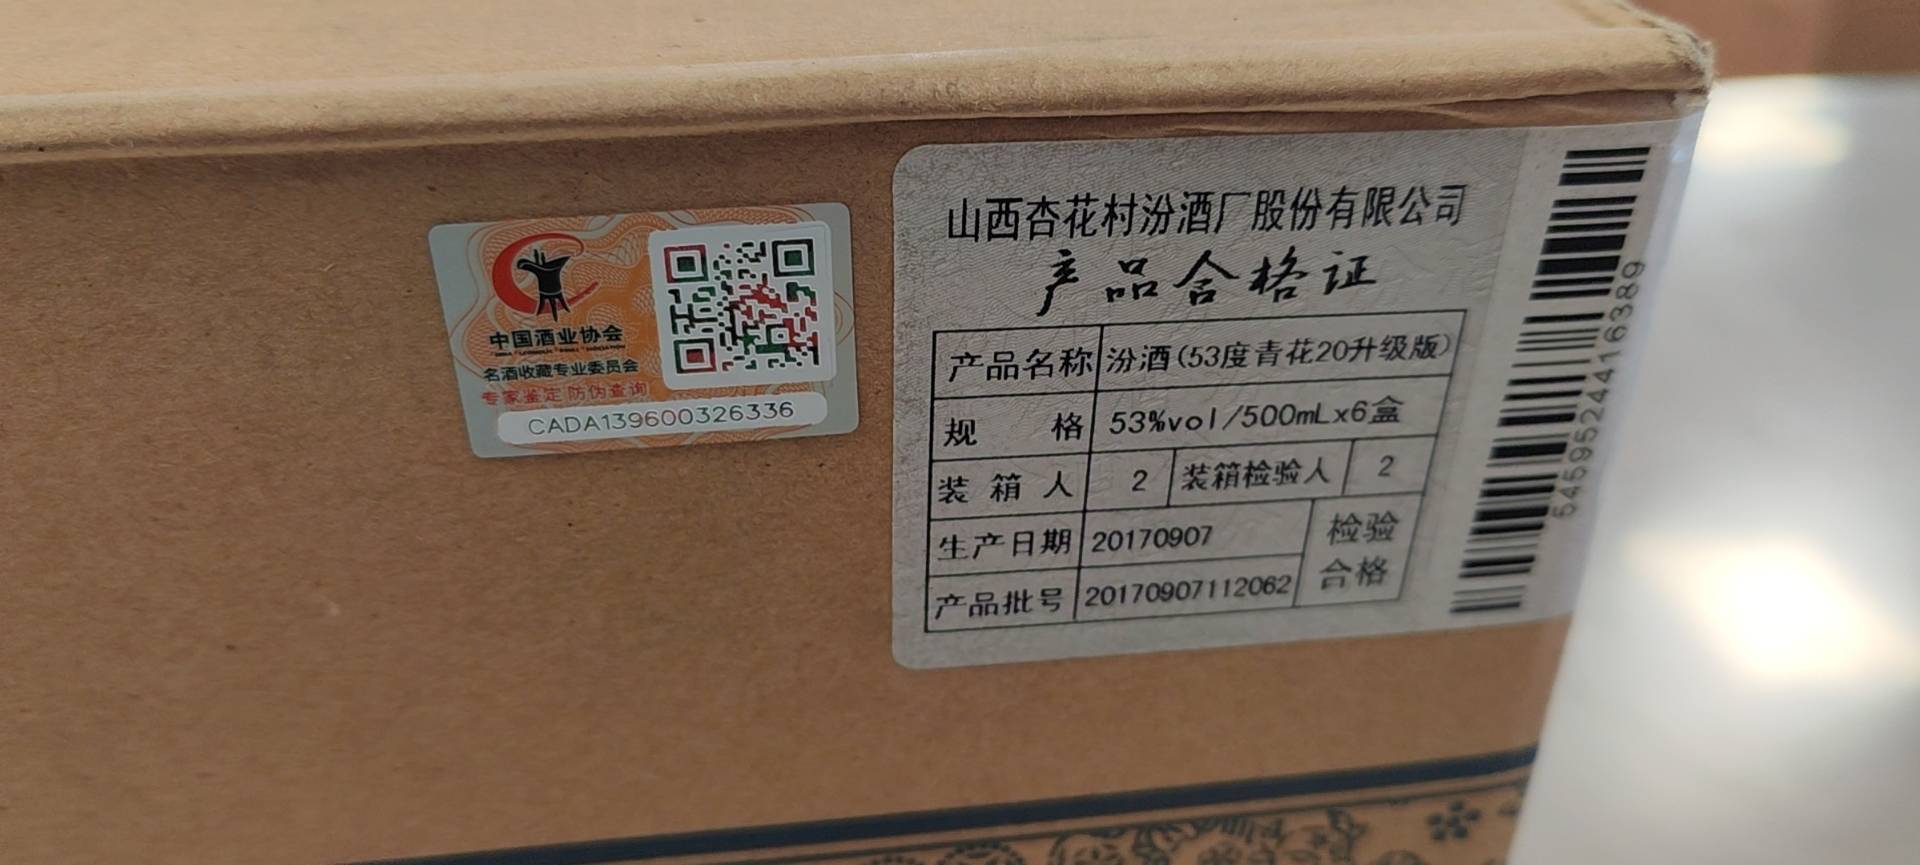 中国酒业协会
名酒收藏专业委员会
专家鉴定 防伪查询
CADA139600326336
山西杏花村汾酒厂股份有限公司
产品合格证
产品名称 汾酒(53度青花20升级版)
规 格 53%vol/500mLx6盒
装 箱 人 2 装箱检验人 2
生产日期 20170907 检验
产品批号 20170907112062 合格
5459524416389